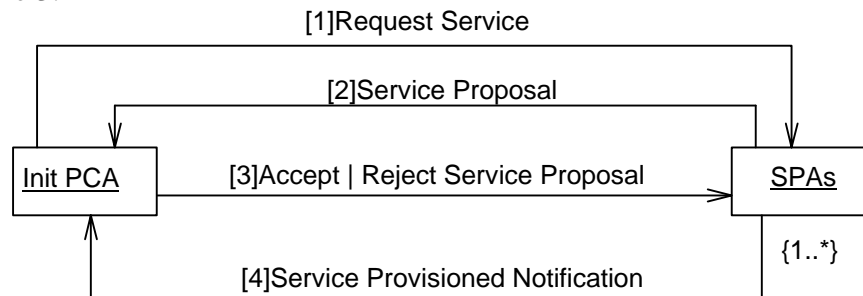 [1]Request Service
[2]Service Proposal
Init PCA
[3]Accept | Reject Service Proposal
SPAs
{1..*}
[4]Service Provisioned Notification